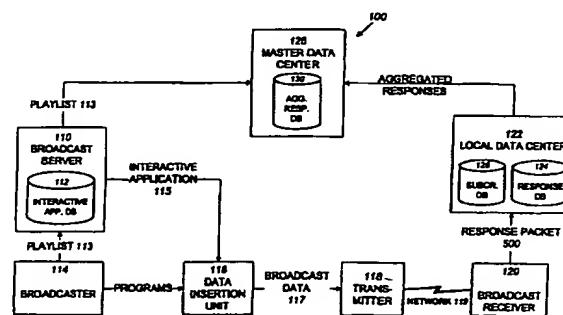 100
126
MASTER DATA
CENTER
130
AGG.
RESP.
DB
PLAYLIST 113
AGGREGATED
RESPONSES
110
BROADCAST
SERVER
112
INTERACTIVE
APP. DB
INTERACTIVE
APPLICATION
115
122
LOCAL DATA CENTER
126
SUBCR.
DB
124
RESPONSE
DB
PLAYLIST 113
RESPONSE PACKET
500
114
BROADCASTER
PROGRAMS
116
DATA
INSERTION
UNIT
BROADCAST
DATA
117
118
TRANS-
MITTER
NETWORK 119
120
BROADCAST
RECEIVER